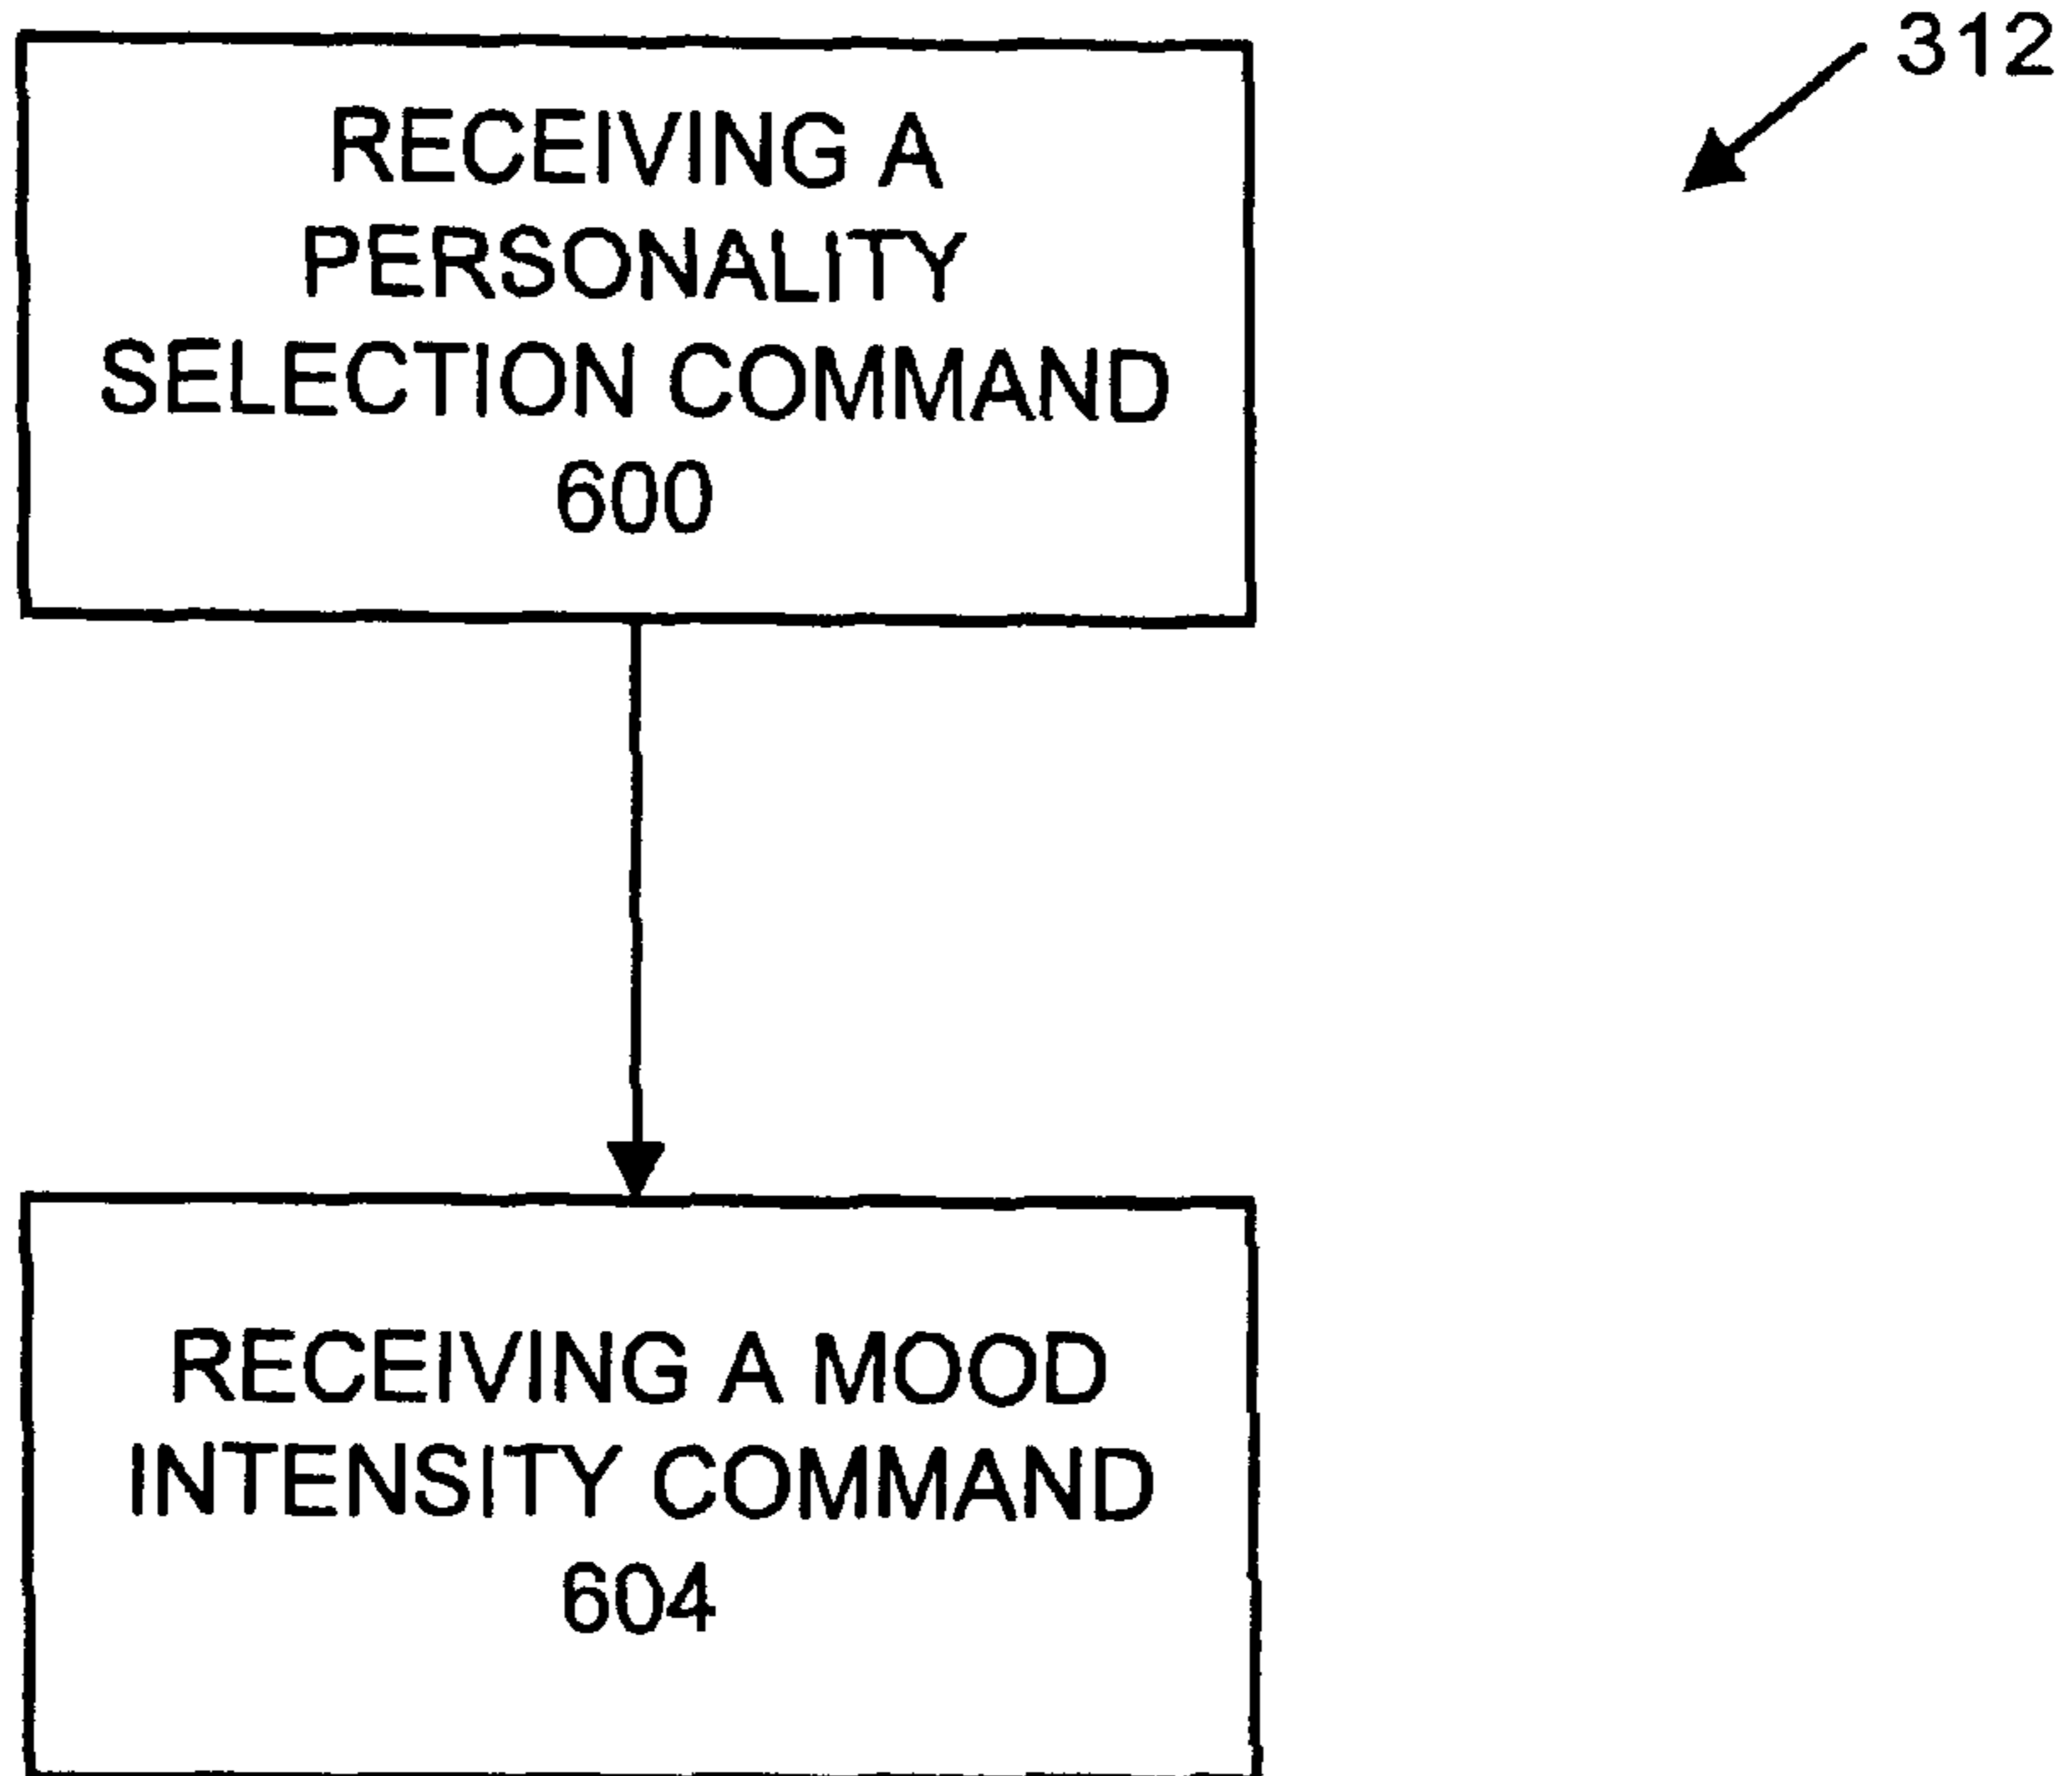 312
RECEIVING A
PERSONALITY
SELECTION COMMAND
600
RECEIVING A MOOD
INTENSITY COMMAND
604